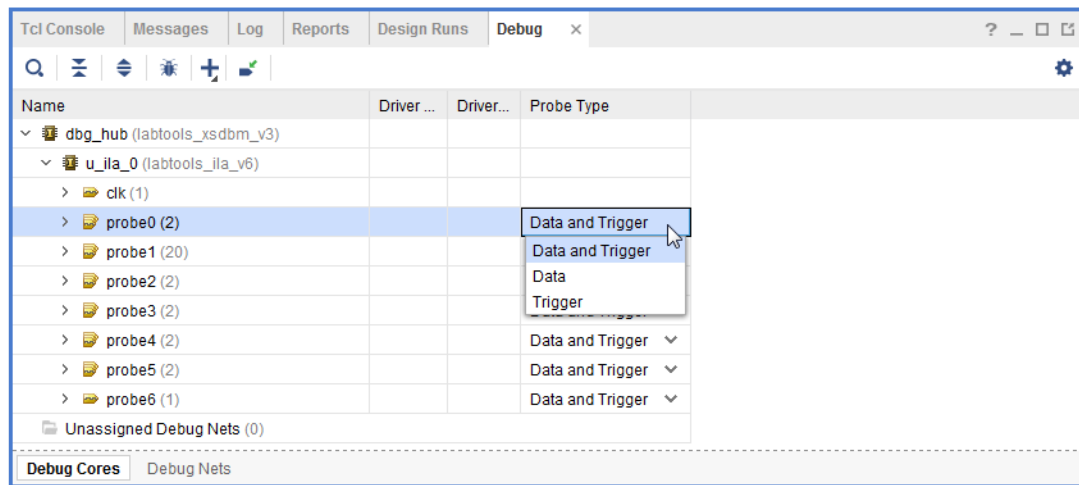 Tcl Console Messages Log Reports Design Runs Debug × ? _
Name Driver ... Driver... Probe Type
dbg_hub (labtools_xsdbm_v3)
u_ila_0 (labtools_ila_v6)
clk (1)
probe0 (2) Data and Trigger
probe1 (20) Data and Trigger
probe2 (2) Data
Trigger
probe3 (2)
probe4 (2) Data and Trigger
probe5 (2) Data and Trigger
probe6 (1) Data and Trigger
Unassigned Debug Nets (0)
Debug Cores Debug Nets